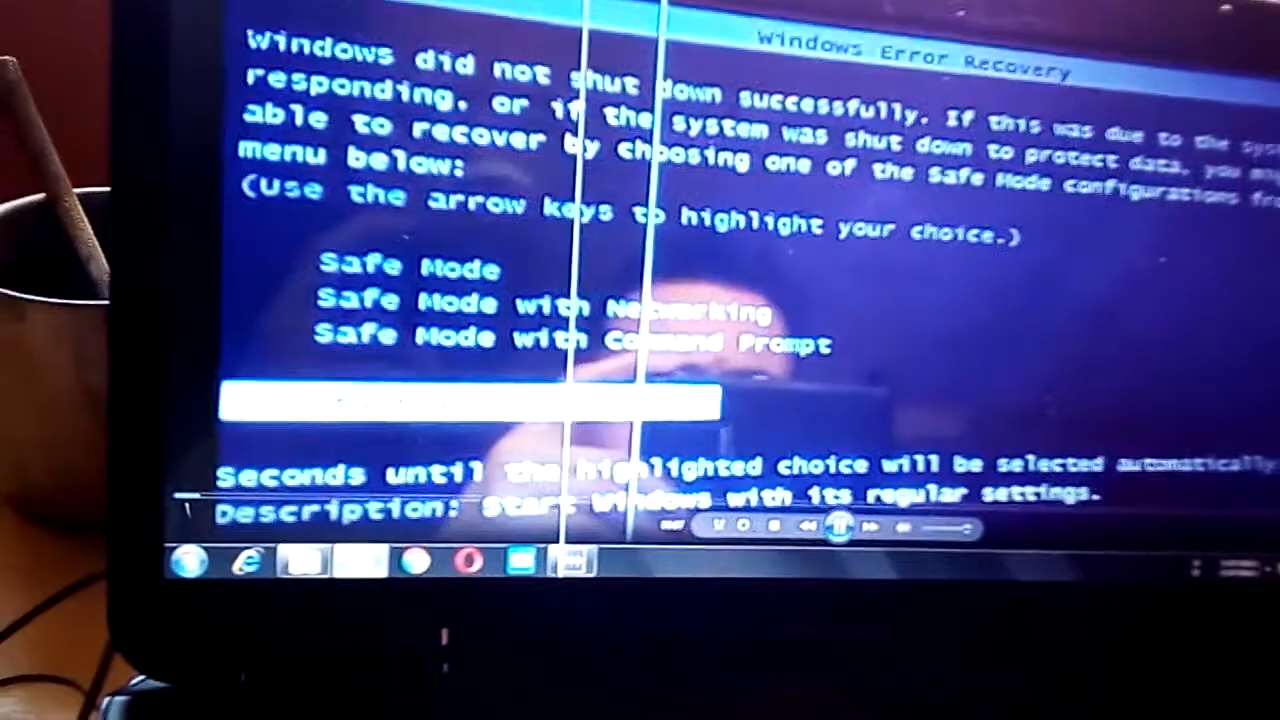 Windows Error Recovery
Windows did not shut down successfully. If this was due to the
responding, or if the system was shut down to protect data, you
able to recover by choosing one of the Safe Mode configurations
menu below:
(Use the arrow keys to highlight your choice.)
Safe Mode
Safe Mode with Networking
Safe Mode with Command Prompt
Seconds until the highlighted choice will be selected automatically
Description: Start Windows with its regular settings.